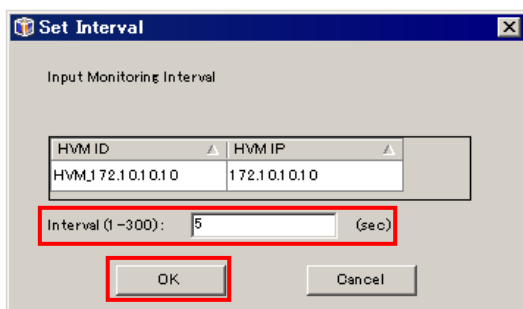 Set Interval
Input Monitoring Interval
HVM ID HVM IP
HVM_172.10.10.10 172.10.10.10
Interval (1-300): 5 (sec)
OK Cancel